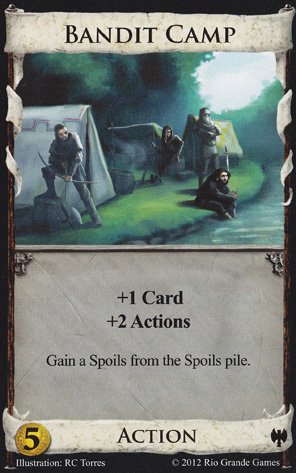 BANDIT CAMP
+1 Card
+2 Actions
Gain a Spoils from the Spoils pile.
5
ACTION
Illustration: RC Torres
© 2012 Rio Grande Games